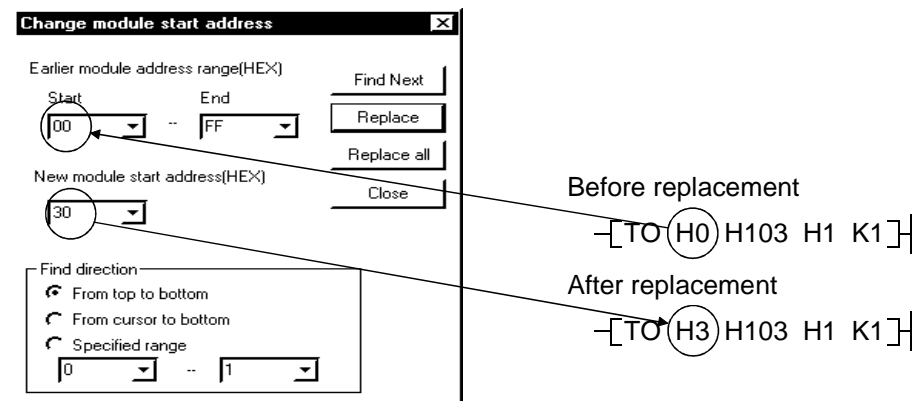 Change module start address
Earlier module address range(HEX)
Start End
00 -- FF
New module start address(HEX)
30
Find Next
Replace
Replace all
Close
Find direction
From top to bottom
From cursor to bottom
Specified range
0 -- 1
Before replacement
TO H0 H103 H1 K1
After replacement
TO H3 H103 H1 K1